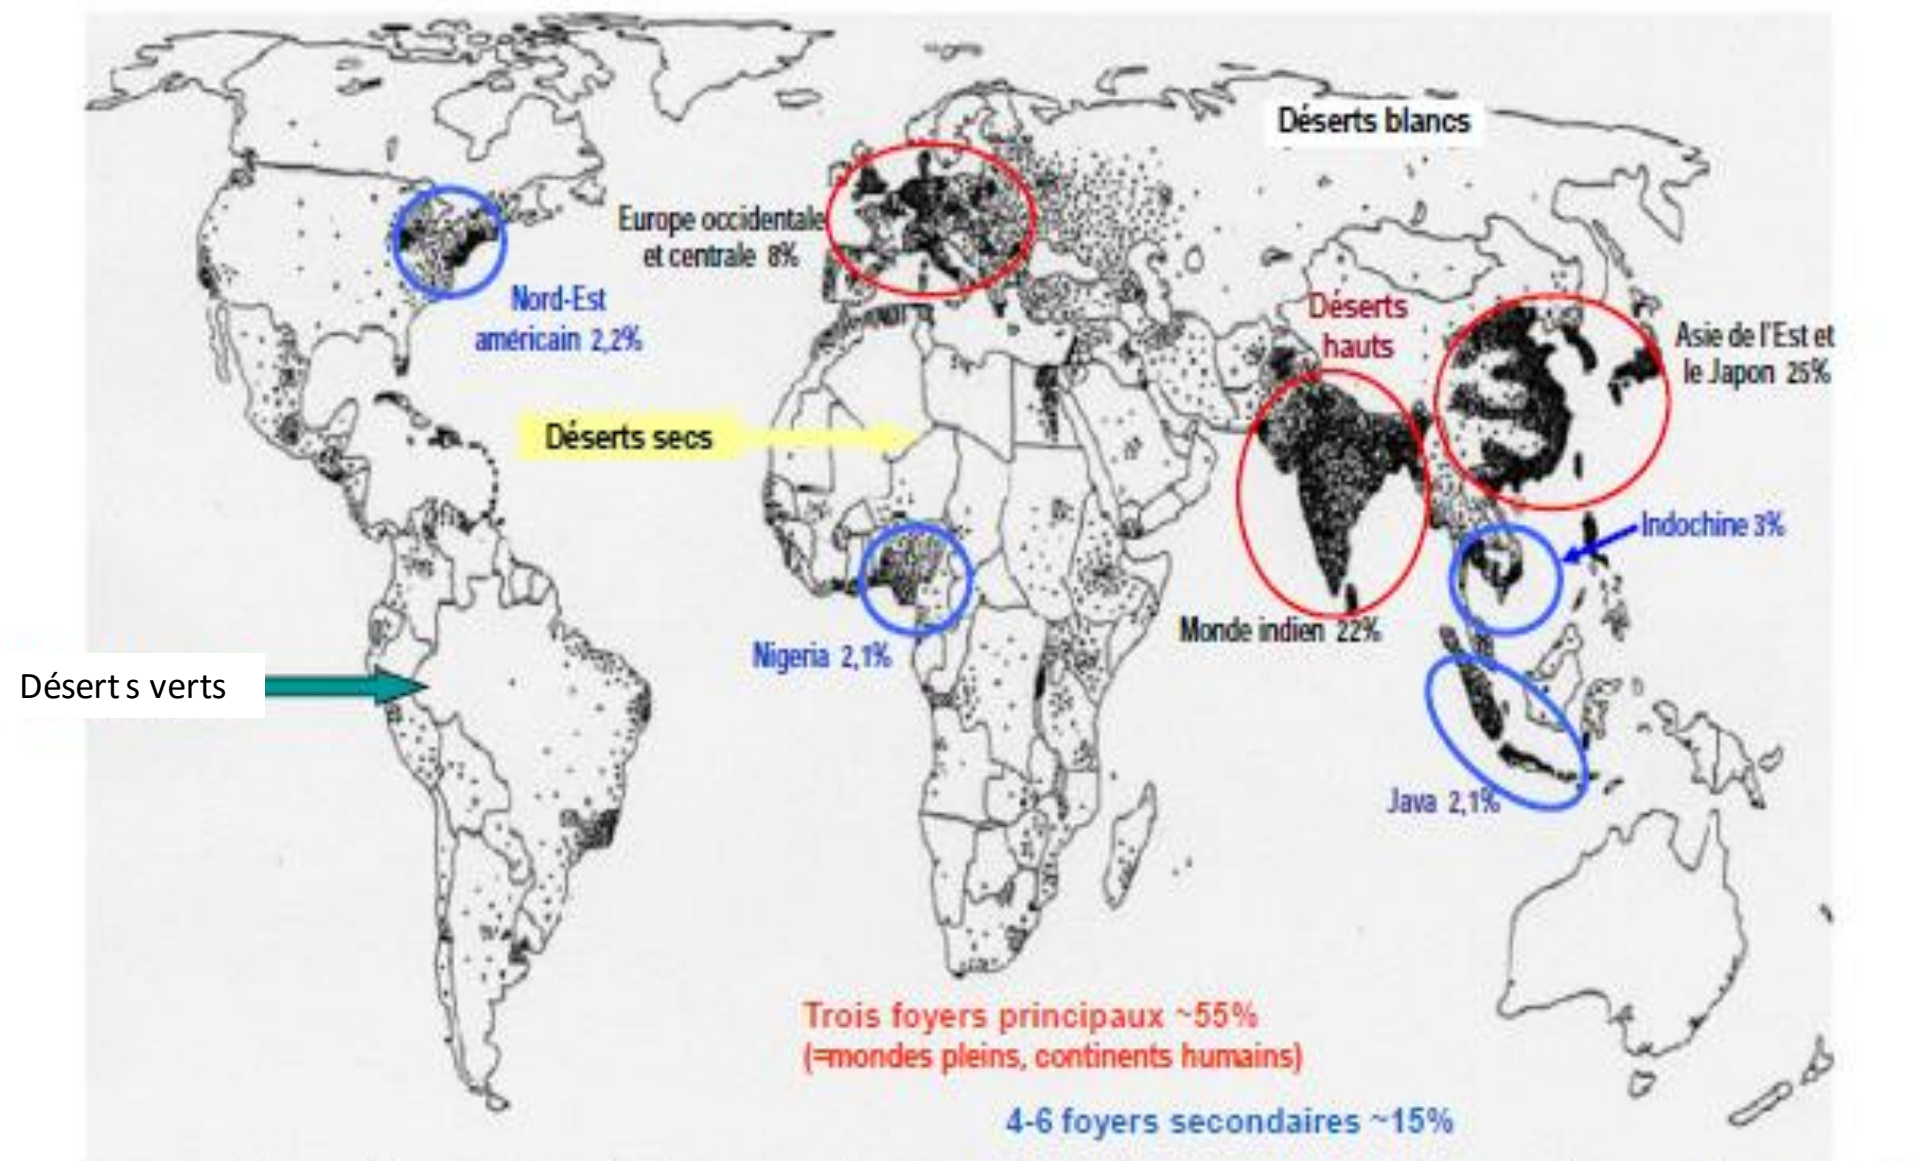 Déserts blancs
Europe occidentale
et centrale 8%
Nord-Est
américain 2,2%
Déserts
hauts
Asie de l'Est et
le Japon 25%
Déserts secs
Indochine 3%
Monde indien 22%
Nigeria 2,1%
Déserts verts
Java 2,1%
Trois foyers principaux ~55%
(=mondes pleins, continents humains)
4-6 foyers secondaires ~15%